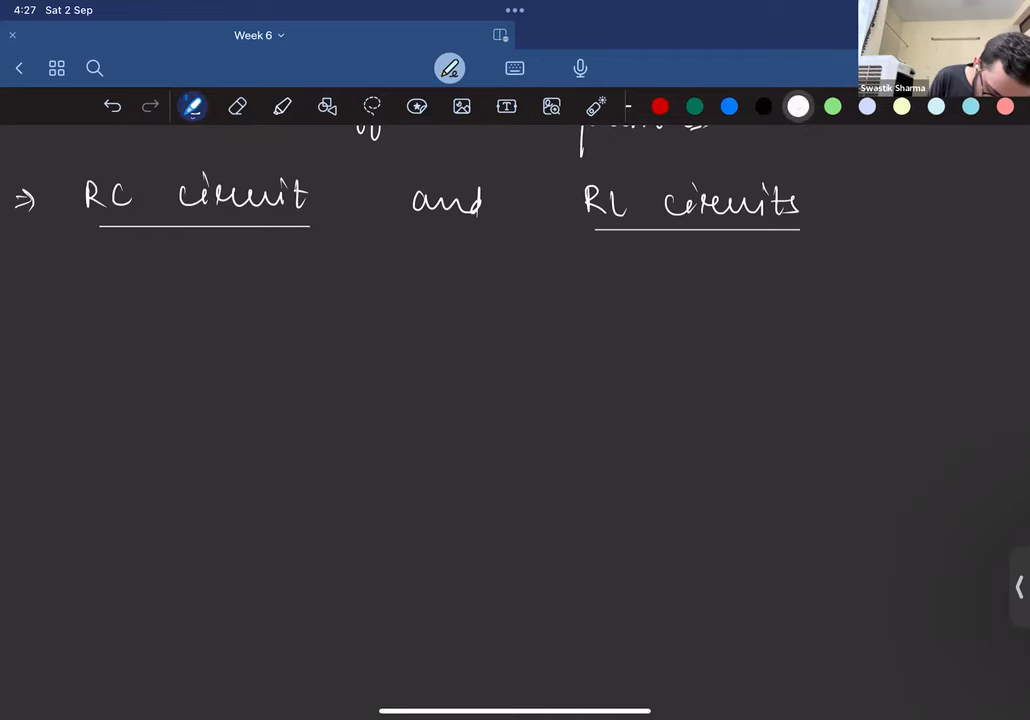 4:27 Sat 2 Sep
Week 6
Swastik Sharma
⇒ RC circuit and RL circuits